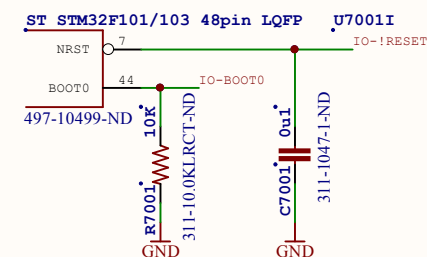 ST STM32F101/103 48pin LQFP
U7001I
NRST
7
IO-!RESET
BOOT0
44
IO-BOOT0
497-10499-ND
10K
R7001
311-10.0KLRCT-ND
0u1
C7001
311-1047-1-ND
GND
GND